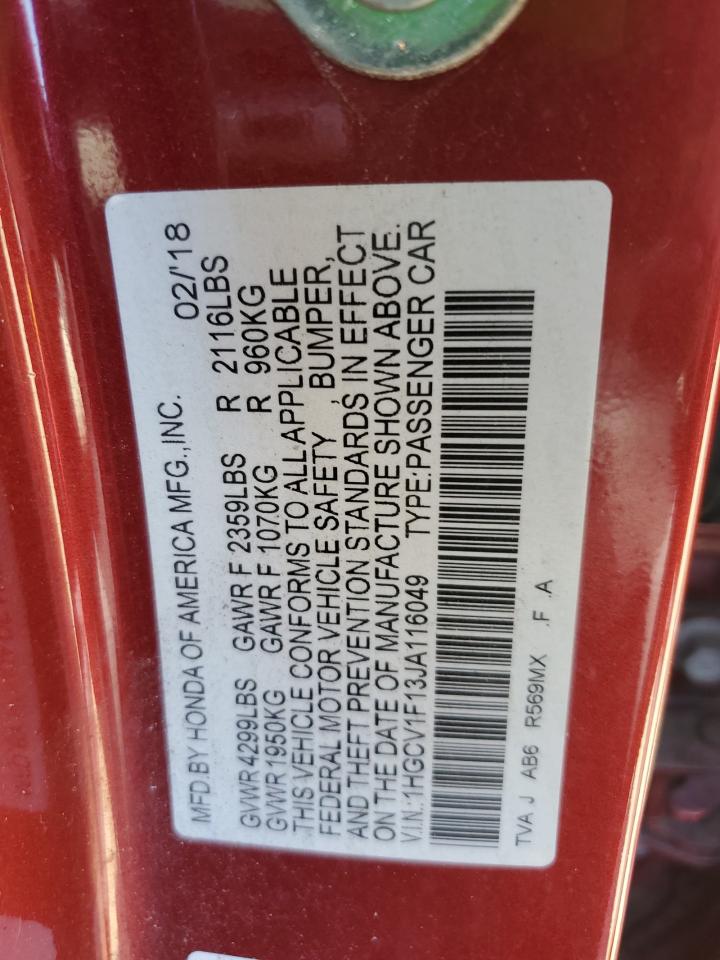 MFD.BY HONDA OF AMERICA MFG.,INC. 02/'18
GVWR 4299LBS GAWR F 2359LBS R 2116LBS
GVWR 1950KG GAWR F 1070KG R 960KG
THIS VEHICLE CONFORMS TO ALL APPLICABLE
FEDERAL MOTOR VEHICLE SAFETY , BUMPER,
AND THEFT PREVENTION STANDARDS IN EFFECT
ON THE DATE OF MANUFACTURE SHOWN ABOVE.
V.I.N.:1HGCV1F13JA116049 TYPE:PASSENGER CAR
TVA J AB6 R569MX .F .A